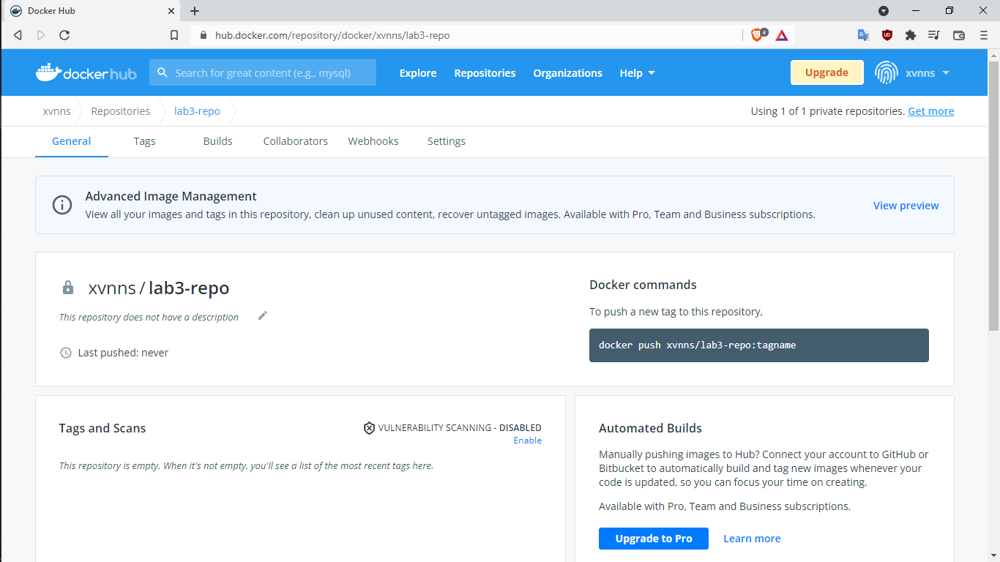 Docker Hub
hub.docker.com/repository/docker/xvnns/lab3-repo
4
UD
docker hub
Search for great content (e.g., mysql)
Explore
Repositories
Organizations
Help
Upgrade
xvnns
xvnns
Repositories
lab3-repo
Using 1 of 1 private repositories. Get more
General
Tags
Builds
Collaborators
Webhooks
Settings
Advanced Image Management
View all your images and tags in this repository, clean up unused content, recover untagged images. Available with Pro, Team and Business subscriptions.
View preview
xvnns / lab3-repo
This repository does not have a description
Last pushed: never
Docker commands
To push a new tag to this repository,
docker push xvnns/lab3-repo:tagname
Tags and Scans
VULNERABILITY SCANNING - DISABLED
Enable
This repository is empty. When it's not empty, you'll see a list of the most recent tags here.
Automated Builds
Manually pushing images to Hub? Connect your account to GitHub or
Bitbucket to automatically build and tag new images whenever your
code is updated, so you can focus your time on creating.
Available with Pro, Team and Business subscriptions.
Upgrade to Pro
Learn more